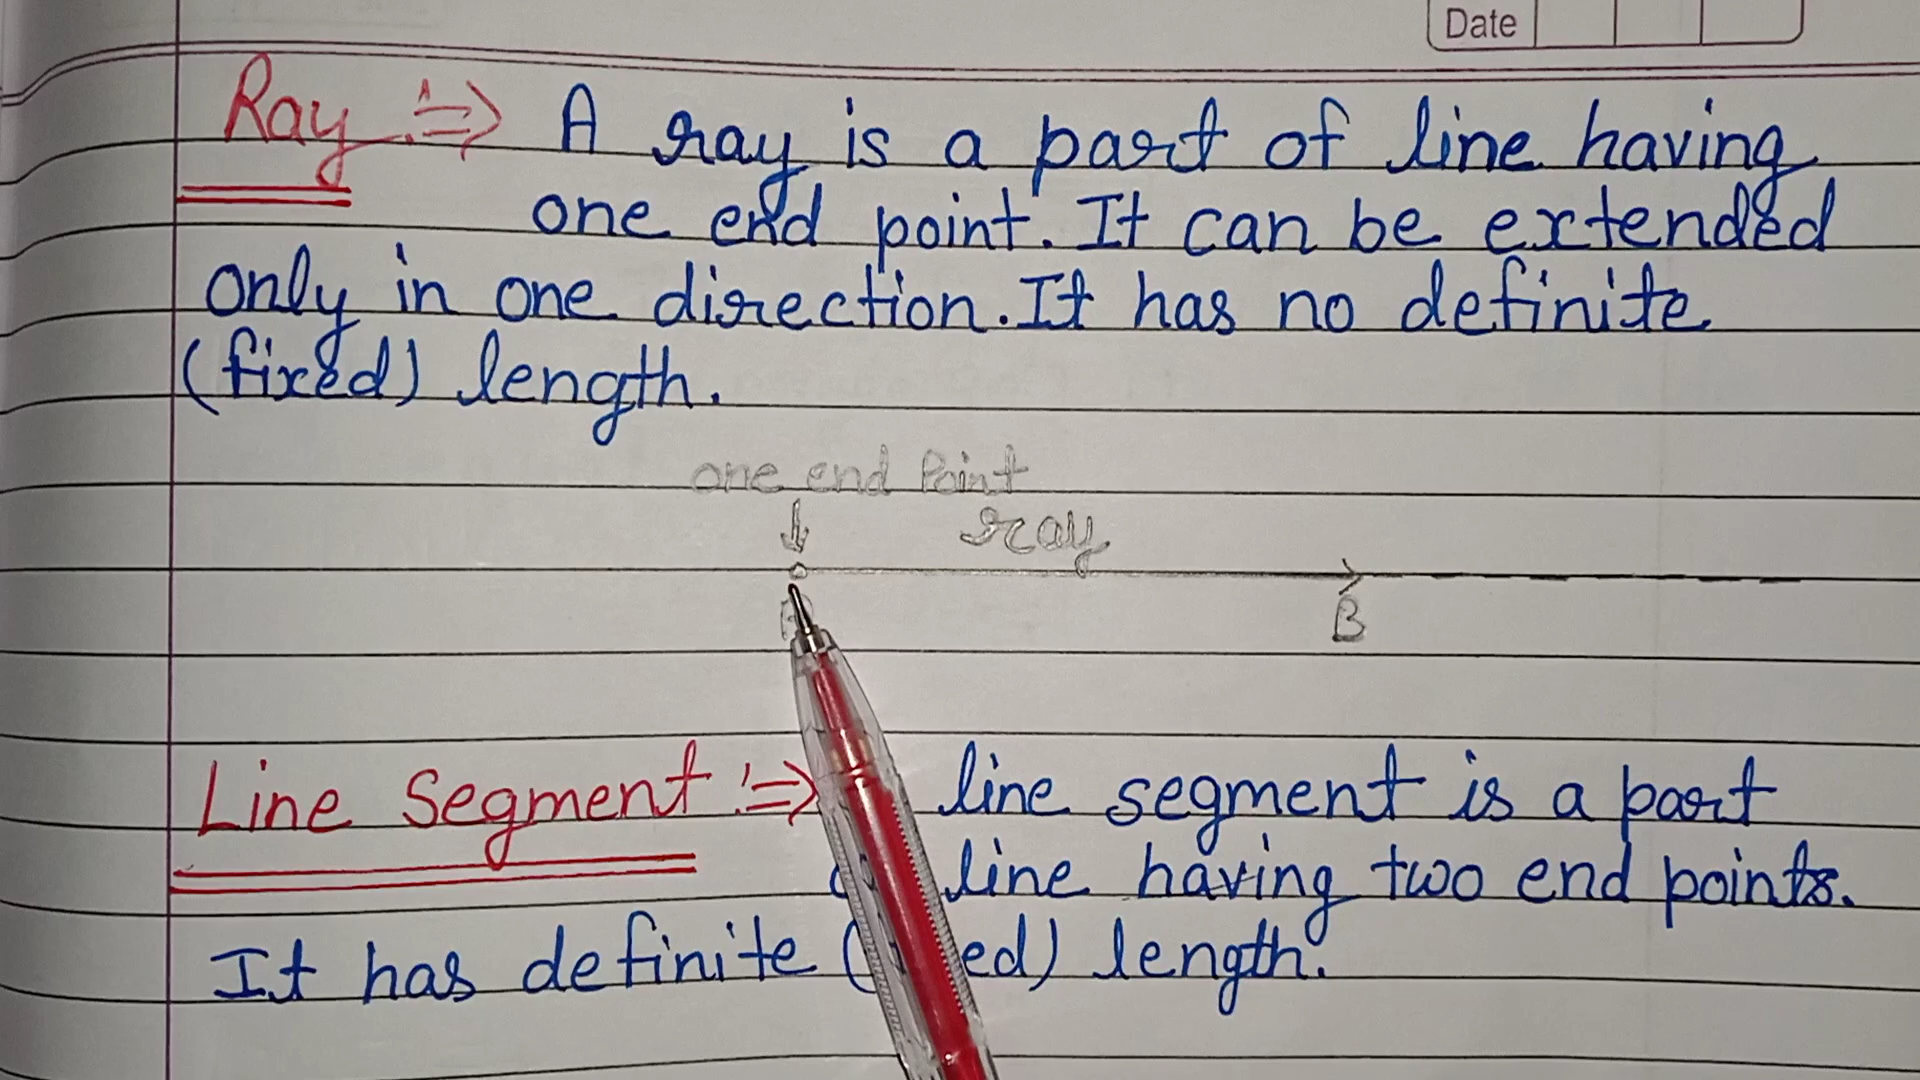 Date
Ray :=> A ray is a part of line having
one end point. It can be extended
only in one direction. It has no definite
(fixed) length.
one end Point
ray
B
Line Segment :=> line segment is a part
line having two end points.
It has definite ( ed) length.